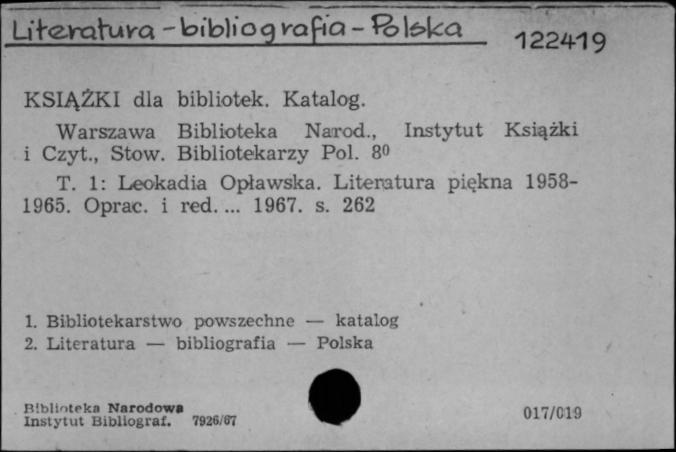 Literatura - bibliografia - Polska
122419
KSIĄŻKI dla bibliotek. Katalog.
Warszawa Biblioteka Narod., Instytut Książki
i Czyt., Stow. Bibliotekarzy Pol. 8⁰
T. 1: Leokadia Opławska. Literatura piękna 1958-
1965. Oprac. i red. ... 1967. s. 262
1. Bibliotekarstwo powszechne — katalog
2. Literatura — bibliografia — Polska
Biblioteka Narodowa
Instytut Bibliograf. 7926/67
017/019